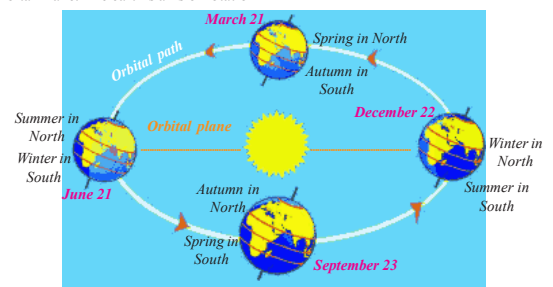 March 21
Spring in North
Orbital path
Autumn in
South
December 22
Summer in
North
Orbital plane
Winter in
North
Winter in
South
June 21
Autumn in
North
Summer in
South
Spring in
South
September 23